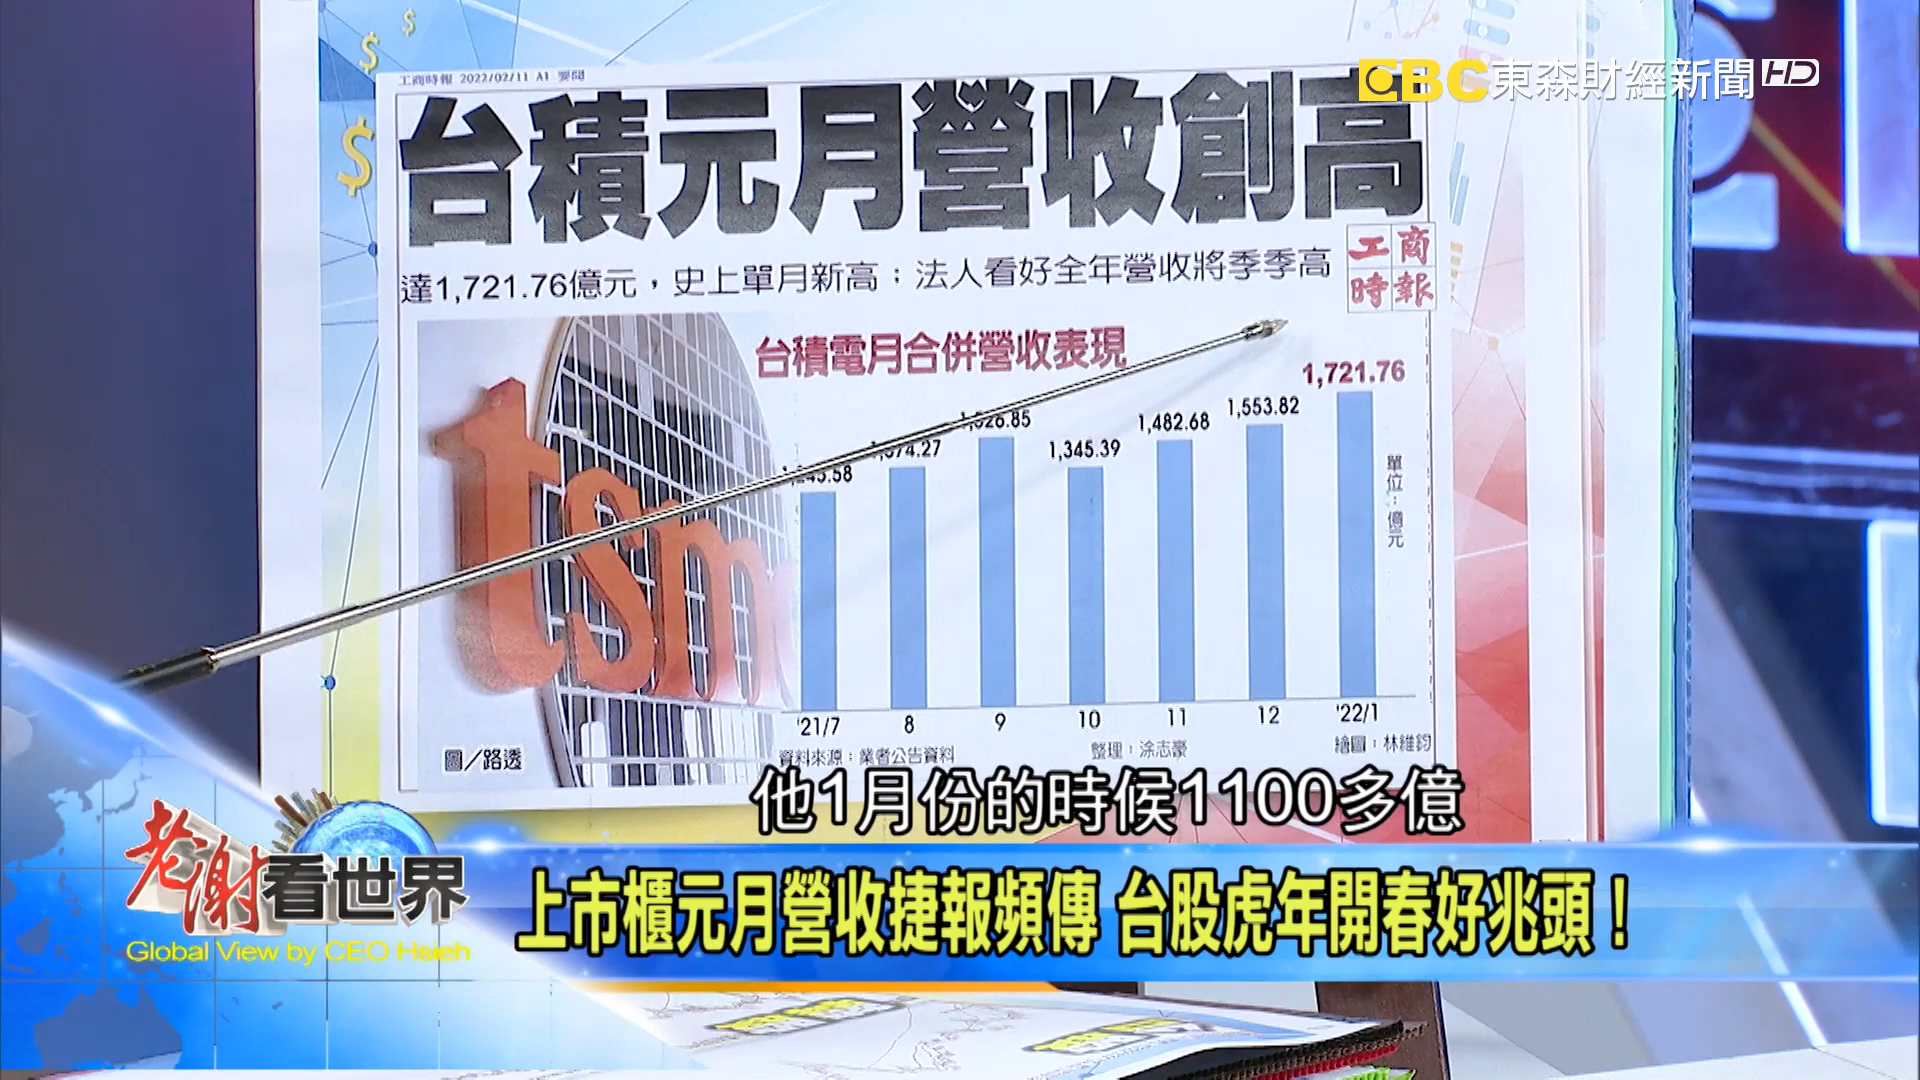 EBC 東森財經新聞 HD
工商時報 2022/02/11 A1 要聞
台積元月營收創高
達1,721.76億元，史上單月新高；法人看好全年營收將季季高
工商
時報
台積電月合併營收表現
1,721.76
1,553.82
1,482.68
1,345.39
單位：億元
tsm
'21/7 8 9 10 11 12 '22/1
圖／路透
資料來源：業者公告資料 整理：涂志豪 繪圖：林維鈞
他1月份的時候1100多億
老謝看世界
Global View by CEO Hsieh
上市櫃元月營收捷報頻傳 台股虎年開春好兆頭！